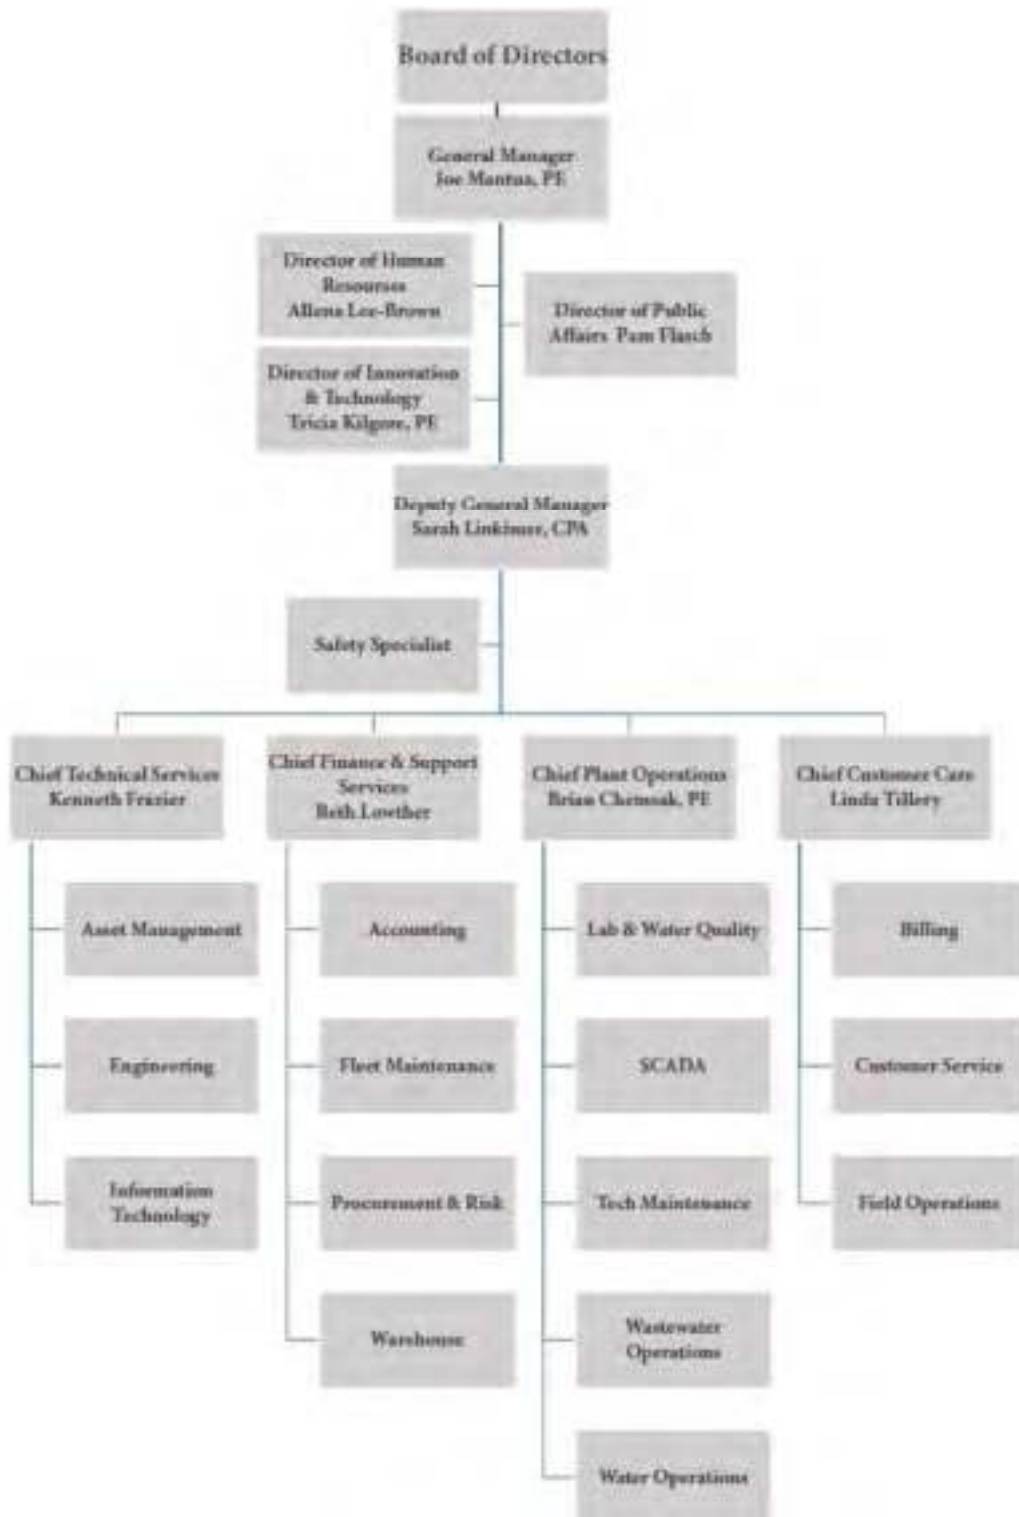 Board of Directors
General Manager
Joe Mantua, PE
Director of Human
Resourses
Allena Lee-Brown
Director of Public
Affairs Pam Flasch
Director of Innovation
& Technology
Tricia Kilgore, PE
Deputy General Manager
Sarah Linkimer, CPA
Safety Specialist
Chief Technical Services
Kenneth Frazier
Chief Finance & Support
Services
Beth Lowther
Chief Plant Operations
Brian Chemsak, PE
Chief Customer Care
Linda Tillery
Asset Management
Accounting
Lab & Water Quality
Billing
Engineering
Fleet Maintenance
SCADA
Customer Service
Information
Technology
Procurement & Risk
Tech Maintenance
Field Operations
Warehouse
Wastewater
Operations
Water Operations